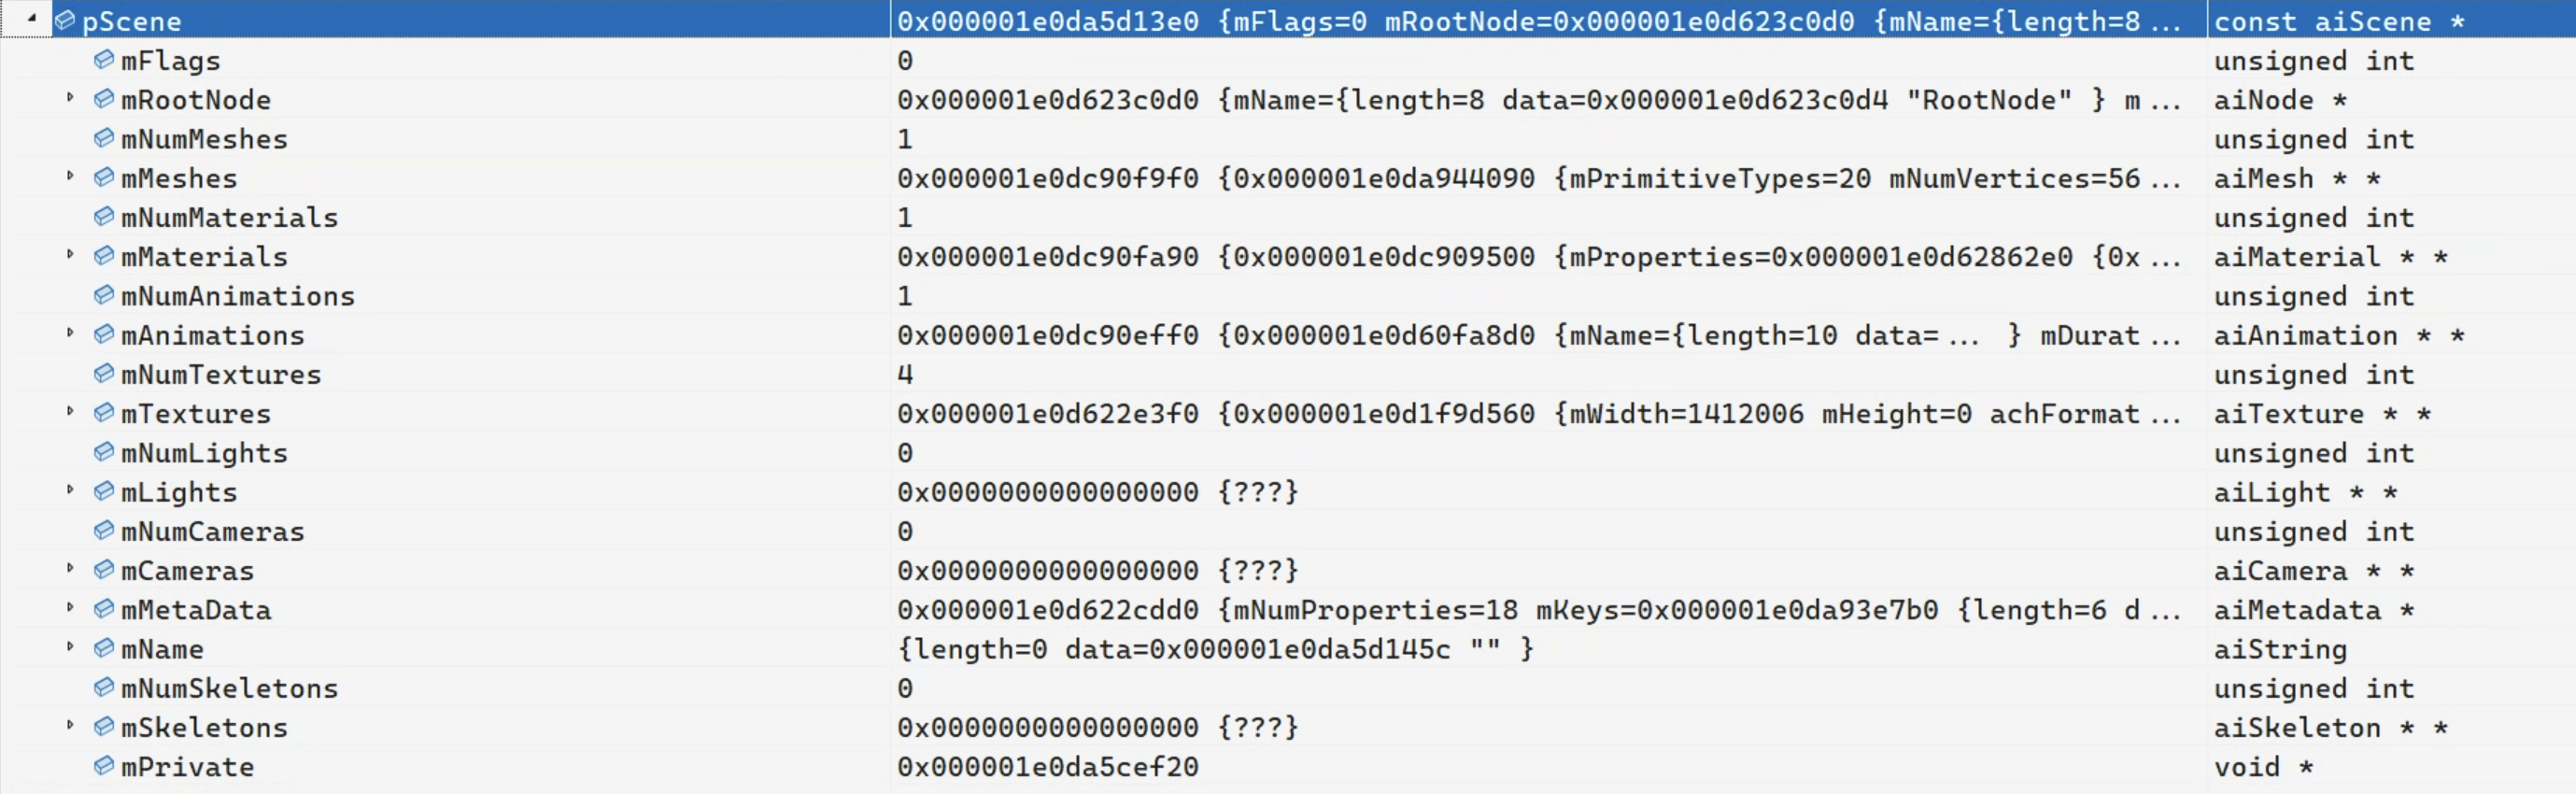 pScene 0x000001e0da5d13e0 {mFlags=0 mRootNode=0x000001e0d623c0d0 {mName={length=8 ... const aiScene *
mFlags 0 unsigned int
mRootNode 0x000001e0d623c0d0 {mName={length=8 data=0x000001e0d623c0d4 "RootNode" } m ... aiNode *
mNumMeshes 1 unsigned int
mMeshes 0x000001e0dc90f9f0 {0x000001e0da944090 {mPrimitiveTypes=20 mNumVertices=56 ... aiMesh * *
mNumMaterials 1 unsigned int
mMaterials 0x000001e0dc90fa90 {0x000001e0dc909500 {mProperties=0x000001e0d62862e0 {0x ... aiMaterial * *
mNumAnimations 1 unsigned int
mAnimations 0x000001e0dc90eff0 {0x000001e0d60fa8d0 {mName={length=10 data= ... } mDurat ... aiAnimation * *
mNumTextures 4 unsigned int
mTextures 0x000001e0d622e3f0 {0x000001e0d1f9d560 {mWidth=1412006 mHeight=0 achFormat ... aiTexture * *
mNumLights 0 unsigned int
mLights 0x0000000000000000 {???} aiLight * *
mNumCameras 0 unsigned int
mCameras 0x0000000000000000 {???} aiCamera * *
mMetaData 0x000001e0d622cdd0 {mNumProperties=18 mKeys=0x000001e0da93e7b0 {length=6 d ... aiMetadata *
mName {length=0 data=0x000001e0da5d145c "" } aiString
mNumSkeletons 0 unsigned int
mSkeletons 0x0000000000000000 {???} aiSkeleton * *
mPrivate 0x000001e0da5cef20 void *